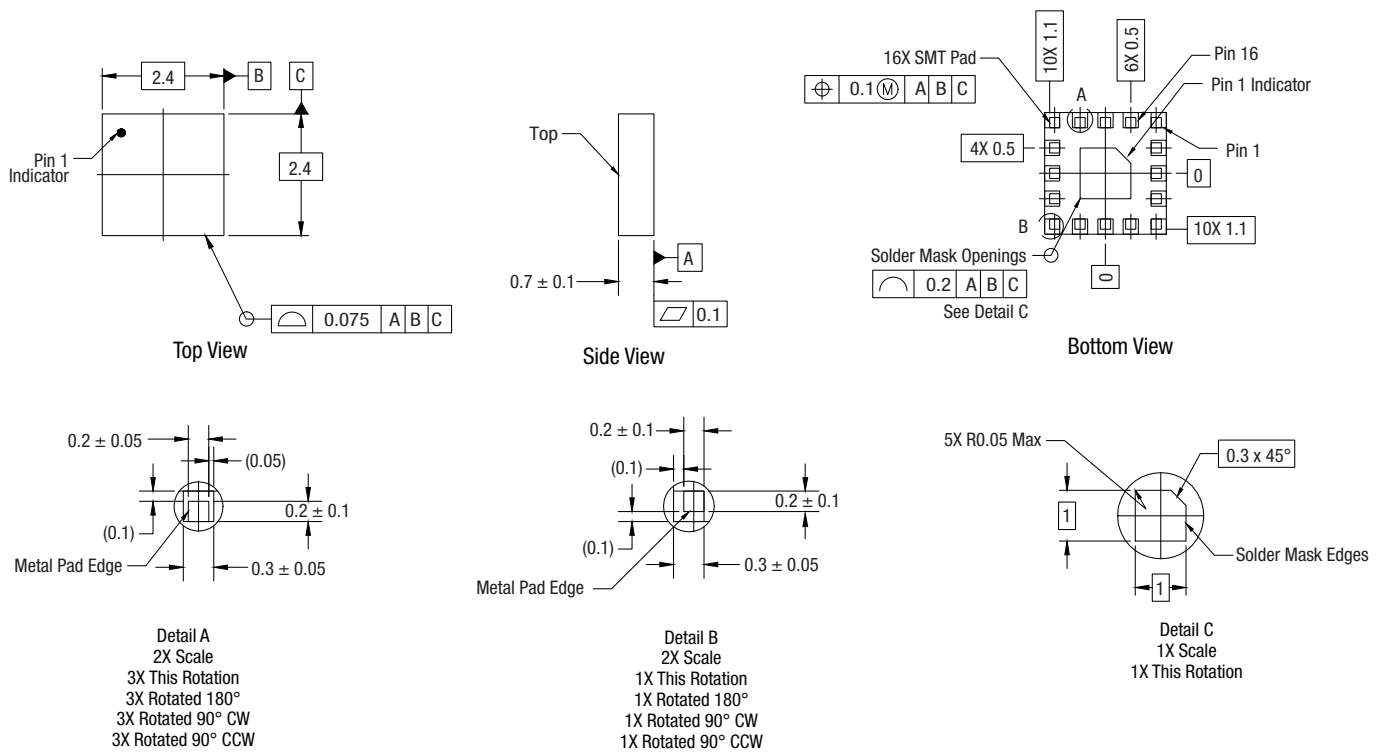 2.4
B
C
Pin 1
Indicator
2.4
⌓ 0.075 A B C
Top View
Top
A
0.7 ± 0.1
⏥ 0.1
Side View
16X SMT Pad
10X 1.1
6X 0.5
Pin 16
⌖ 0.1 Ⓜ A B C
Pin 1 Indicator
A
4X 0.5
Pin 1
0
B
10X 1.1
Solder Mask Openings
0
⌒ 0.2 A B C
See Detail C
Bottom View
0.2 ± 0.05
(0.05)
0.2 ± 0.1
(0.1)
Metal Pad Edge
0.3 ± 0.05
Detail A
2X Scale
3X This Rotation
3X Rotated 180°
3X Rotated 90° CW
3X Rotated 90° CCW
0.2 ± 0.1
(0.1)
0.2 ± 0.1
(0.1)
0.3 ± 0.05
Metal Pad Edge
Detail B
2X Scale
1X This Rotation
1X Rotated 180°
1X Rotated 90° CW
1X Rotated 90° CCW
5X R0.05 Max
0.3 x 45°
1
Solder Mask Edges
1
Detail C
1X Scale
1X This Rotation